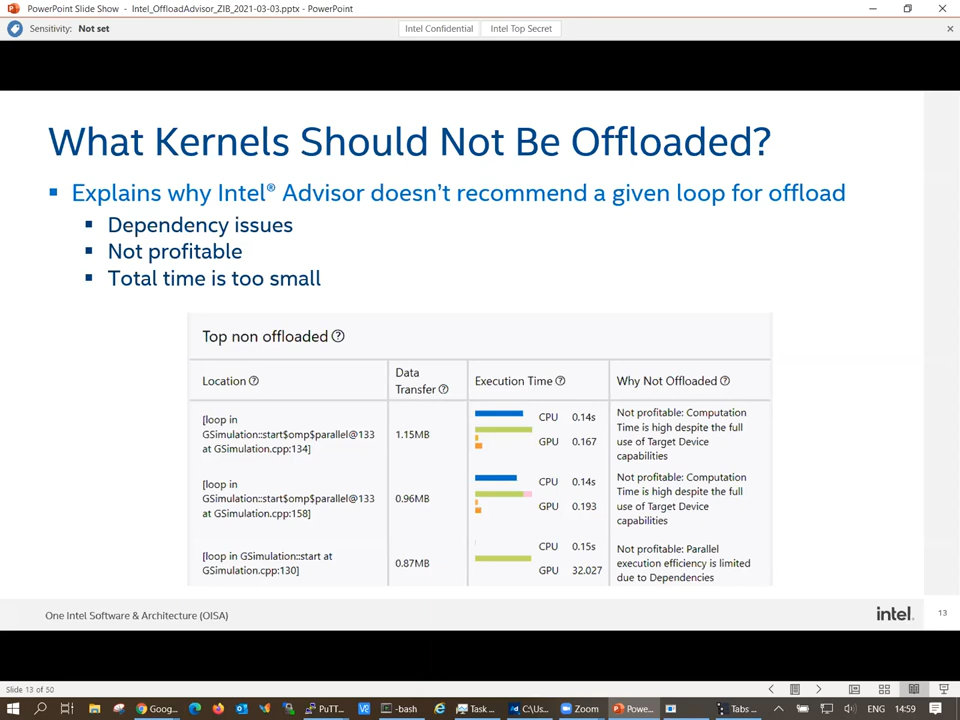 PowerPoint Slide Show - Intel_OffloadAdvisor_ZIB_2021-03-03.pptx - PowerPoint
Sensitivity: Not set
Intel Confidential
Intel Top Secret
What Kernels Should Not Be Offloaded?
Explains why Intel® Advisor doesn’t recommend a given loop for offload
Dependency issues
Not profitable
Total time is too small
Top non offloaded
Location
Data
Transfer
Execution Time
Why Not Offloaded
[loop in
GSimulation::start$omp$parallel@133
at GSimulation.cpp:134]
1.15MB
CPU 0.14s
GPU 0.167
Not profitable: Computation
Time is high despite the full
use of Target Device
capabilities
[loop in
GSimulation::start$omp$parallel@133
at GSimulation.cpp:158]
0.96MB
CPU 0.14s
GPU 0.193
Not profitable: Computation
Time is high despite the full
use of Target Device
capabilities
[loop in GSimulation::start at
GSimulation.cpp:130]
0.87MB
CPU 0.15s
GPU 32.027
Not profitable: Parallel
execution efficiency is limited
due to Dependencies
One Intel Software & Architecture (OISA)
intel.
13
Slide 13 of 50
Goog...
PuTT...
-bash
Task ...
C:\Us...
Zoom
Powe...
Tabs ...
ENG
14:59